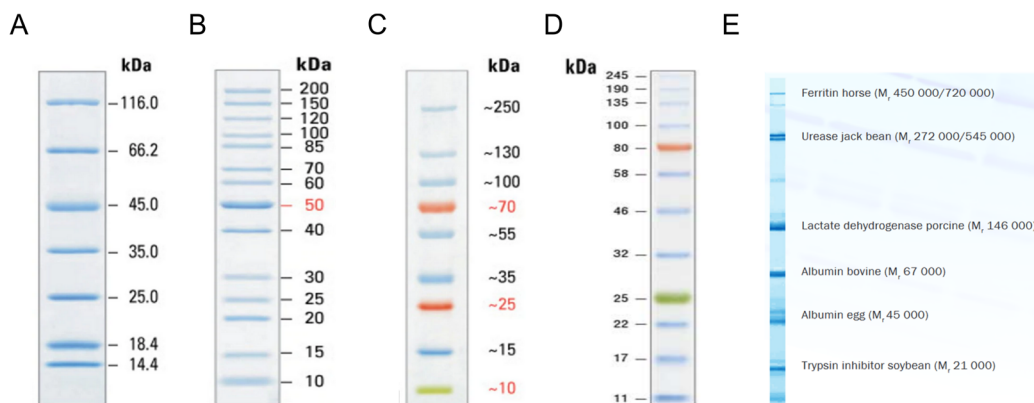 A
kDa
116.0
66.2
45.0
35.0
25.0
18.4
14.4
B
kDa
200
150
120
100
85
70
60
50
40
30
25
20
15
10
C
kDa
~250
~130
~100
~70
~55
~35
~25
~15
~10
D
kDa
245
190
135
100
80
58
46
32
25
22
17
11
E
Ferritin horse (Mr 450 000/720 000)
Urease jack bean (Mr 272 000/545 000)
Lactate dehydrogenase porcine (Mr 146 000)
Albumin bovine (Mr 67 000)
Albumin egg (Mr 45 000)
Trypsin inhibitor soybean (Mr 21 000)